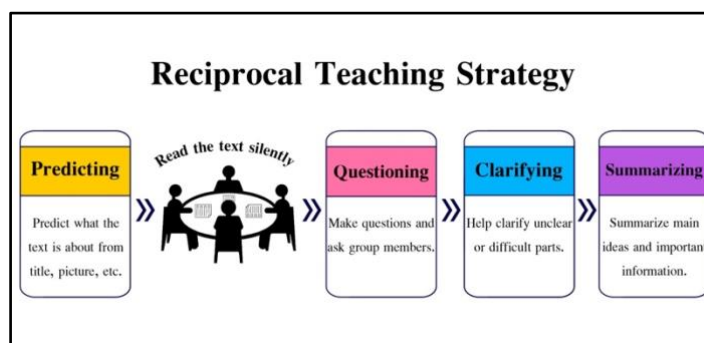 Reciprocal Teaching Strategy
Predicting
Predict what the
text is about from
title, picture, etc.
Read the text silently
Questioning
Make questions and
ask group members.
Clarifying
Help clarify unclear
or difficult parts.
Summarizing
Summarize main
ideas and important
information.